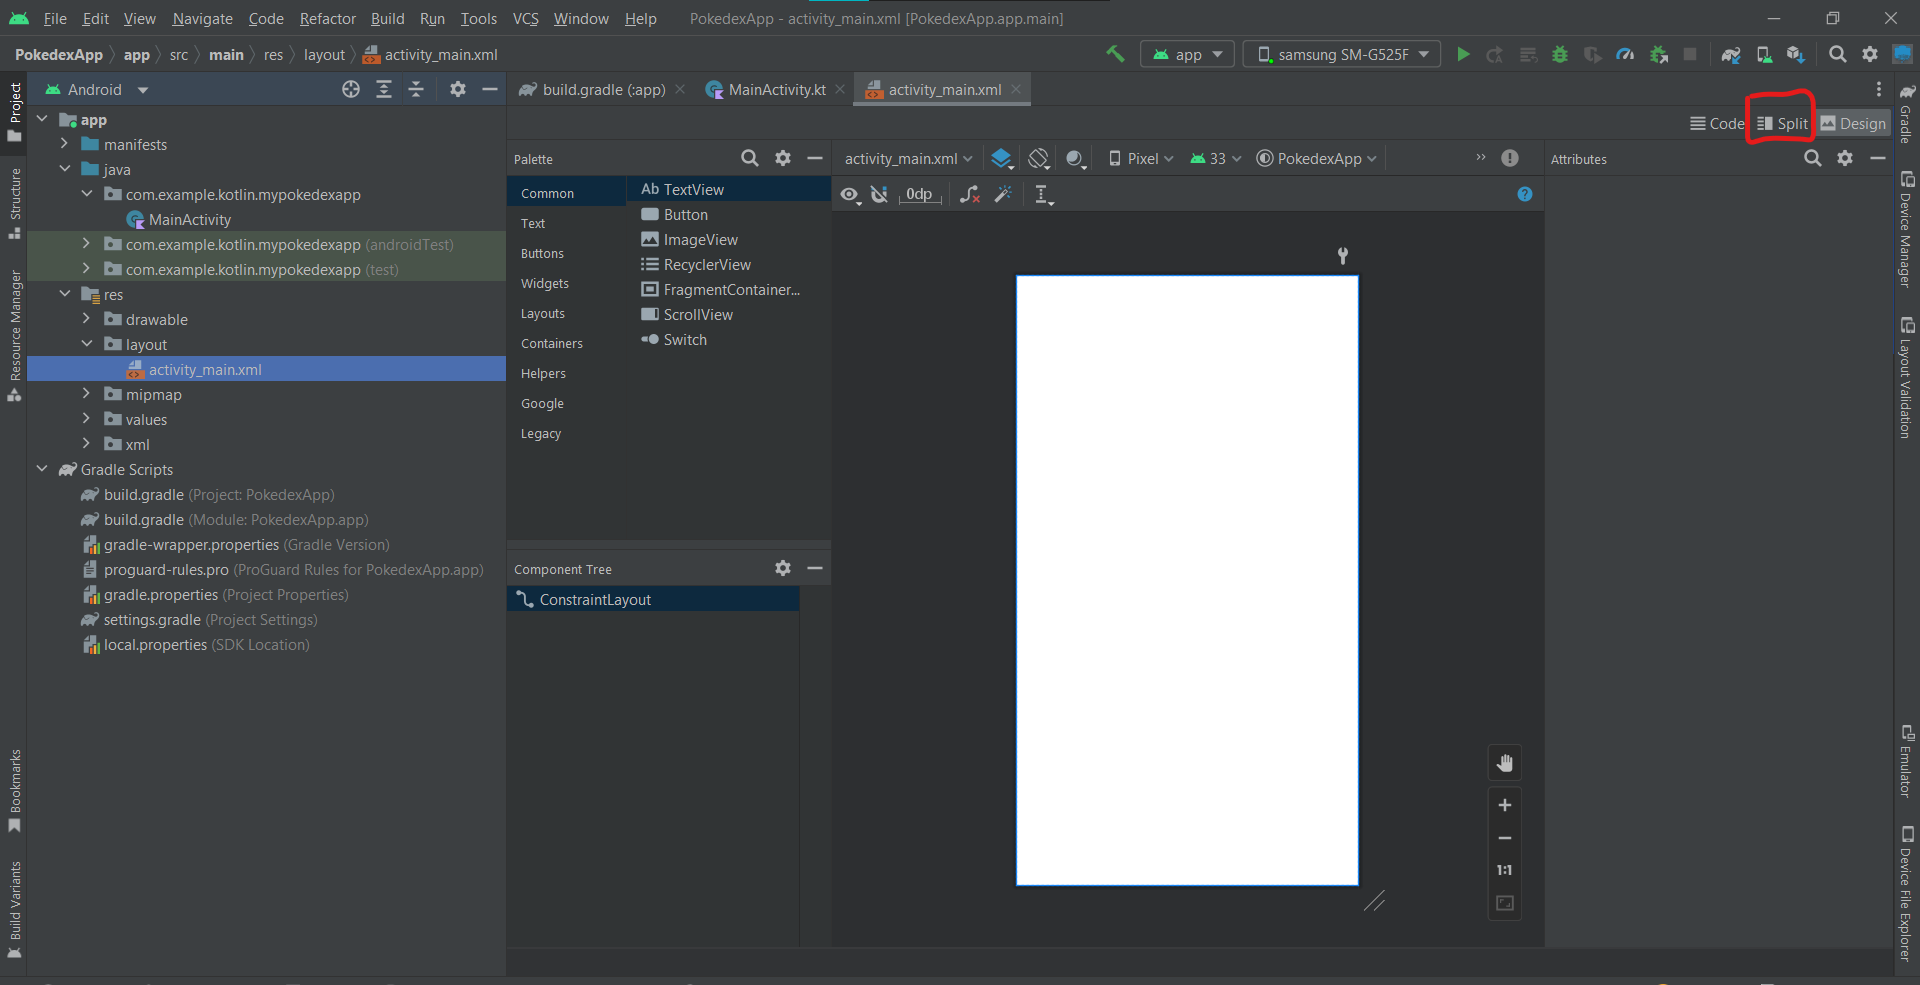 File Edit View Navigate Code Refactor Build Run Tools VCS Window Help PokedexApp - activity_main.xml [PokedexApp.app.main]
PokedexApp app src main res layout activity_main.xml app samsung SM-G525F
Android
build.gradle (:app) MainActivity.kt activity_main.xml
Code Split Design
app
manifests
java
com.example.kotlin.mypokedexapp
MainActivity
com.example.kotlin.mypokedexapp (androidTest)
com.example.kotlin.mypokedexapp (test)
res
drawable
layout
activity_main.xml
mipmap
values
xml
Gradle Scripts
build.gradle (Project: PokedexApp)
build.gradle (Module: PokedexApp.app)
gradle-wrapper.properties (Gradle Version)
proguard-rules.pro (ProGuard Rules for PokedexApp.app)
gradle.properties (Project Properties)
settings.gradle (Project Settings)
local.properties (SDK Location)
Palette
Common
Text
Buttons
Widgets
Layouts
Containers
Helpers
Google
Legacy
Ab TextView
Button
ImageView
RecyclerView
FragmentContainer...
ScrollView
Switch
Component Tree
ConstraintLayout
activity_main.xml Pixel 33 PokedexApp
0dp
1:1
Attributes
Project
Structure
Resource Manager
Bookmarks
Build Variants
Gradle
Device Manager
Layout Validation
Emulator
Device File Explorer